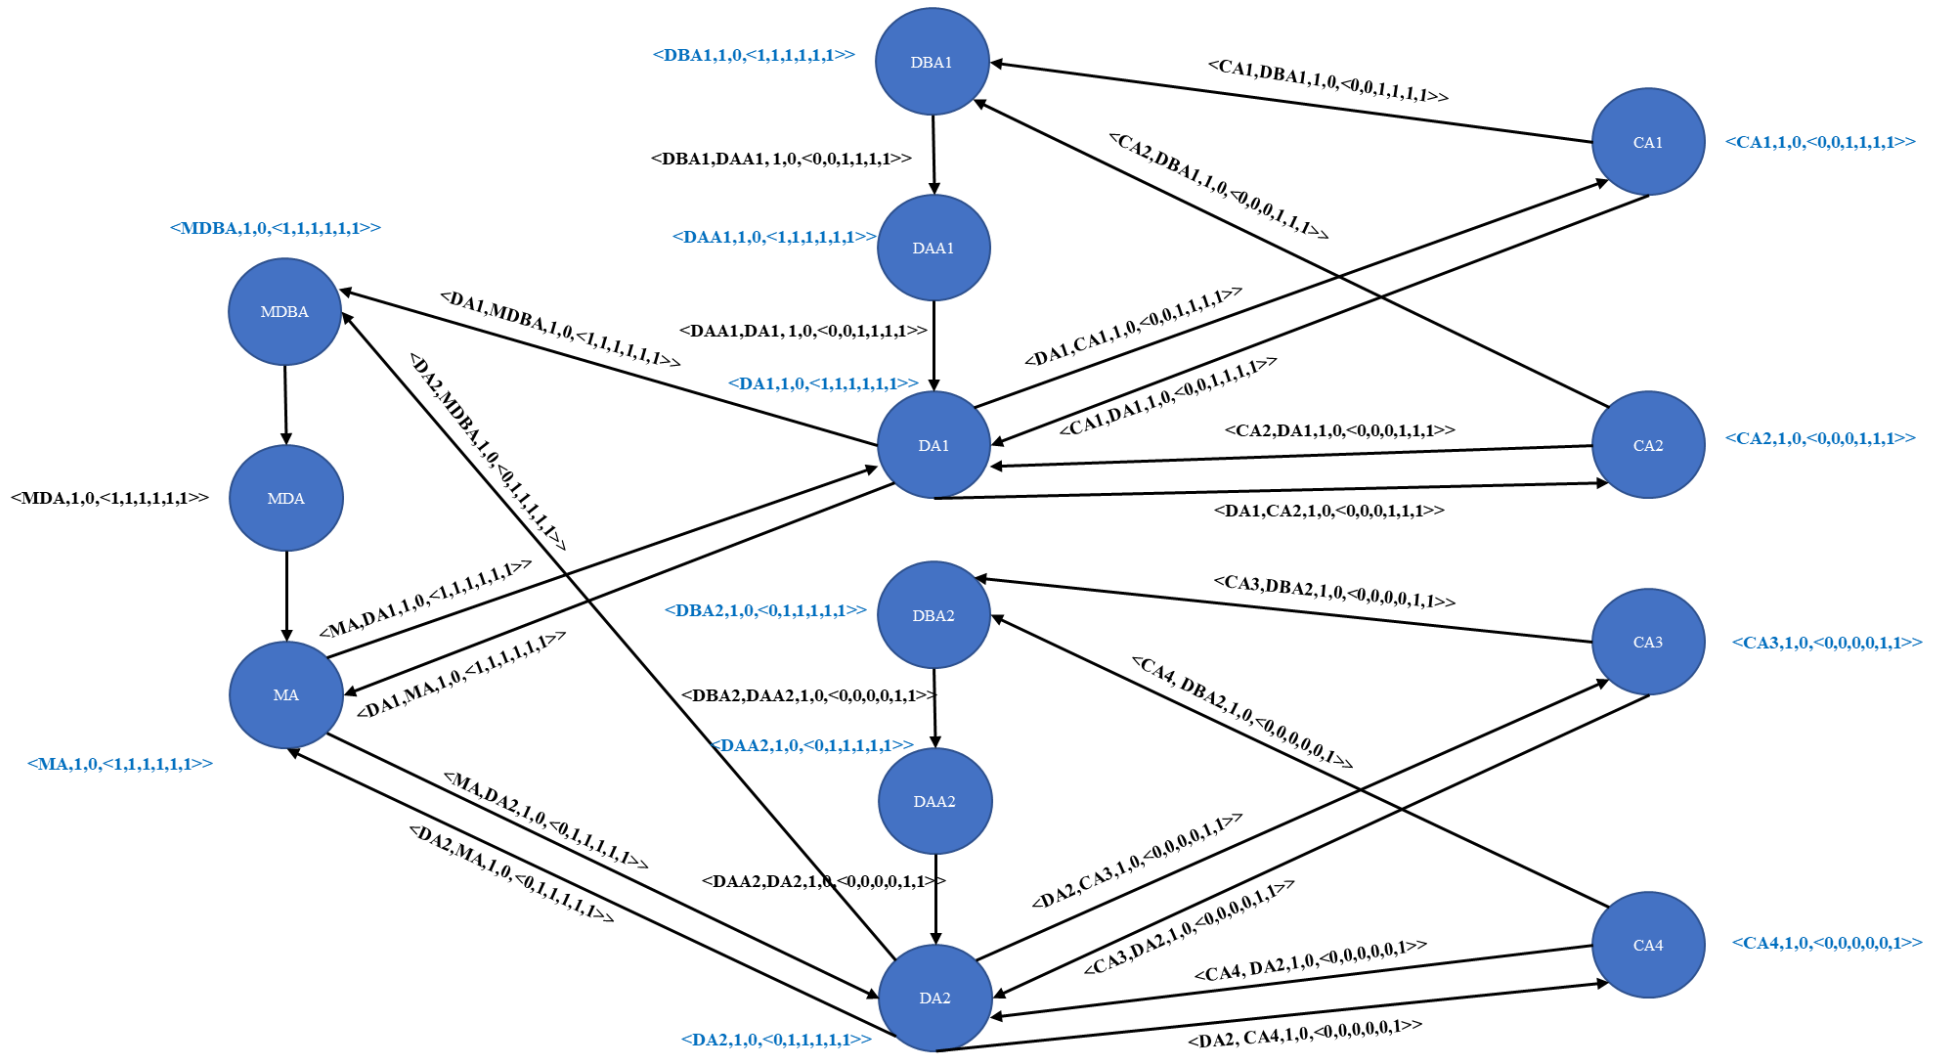 DBA1
<DBA1,1,0,<1,1,1,1,1,1>>
<CA1,DBA1,1,0,<0,0,1,1,1,1>>
CA1
<CA1,1,0,<0,0,1,1,1,1>>
<DBA1,DAA1, 1,0,<0,0,1,1,1,1>>
<CA2,DBA1,1,0,<0,0,0,1,1,1>>
<MDBA,1,0,<1,1,1,1,1,1>>
<DAA1,1,0,<1,1,1,1,1,1>>
DAA1
MDBA
<DA1,MDBA,1,0,<1,1,1,1,1,1>>
<DAA1,DA1, 1,0,<0,0,1,1,1,1>>
<DA1,CA1,1,0,<0,0,1,1,1,1>>
<DA1,1,0,<1,1,1,1,1,1>>
<CA1,DA1,1,0,<0,0,1,1,1,1>>
<DA2,MDBA,1,0,<0,1,1,1,1,1>>
DA1
<CA2,DA1,1,0,<0,0,0,1,1,1>>
CA2
<CA2,1,0,<0,0,0,1,1,1>>
<MDA,1,0,<1,1,1,1,1,1>>
MDA
<DA1,CA2,1,0,<0,0,0,1,1,1>>
<MA,DA1,1,0,<1,1,1,1,1,1>>
<DBA2,1,0,<0,1,1,1,1,1>>
DBA2
<CA3,DBA2,1,0,<0,0,0,0,1,1>>
CA3
<CA3,1,0,<0,0,0,0,1,1>>
<DA1,MA,1,0,<1,1,1,1,1,1>>
MA
<DBA2,DAA2,1,0,<0,0,0,0,1,1>>
<CA4, DBA2,1,0,<0,0,0,0,0,1>>
<MA,1,0,<1,1,1,1,1,1>>
<DAA2,1,0,<0,1,1,1,1,1>>
DAA2
<MA,DA2,1,0,<0,1,1,1,1,1>>
<DA2,MA,1,0,<0,1,1,1,1,1>>
<DAA2,DA2,1,0,<0,0,0,0,1,1>>
<DA2,CA3,1,0,<0,0,0,0,1,1>>
<CA3,DA2,1,0,<0,0,0,0,1,1>>
<CA4, DA2,1,0,<0,0,0,0,0,1>>
CA4
<CA4,1,0,<0,0,0,0,0,1>>
DA2
<DA2,1,0,<0,1,1,1,1,1>>
<DA2, CA4,1,0,<0,0,0,0,0,1>>